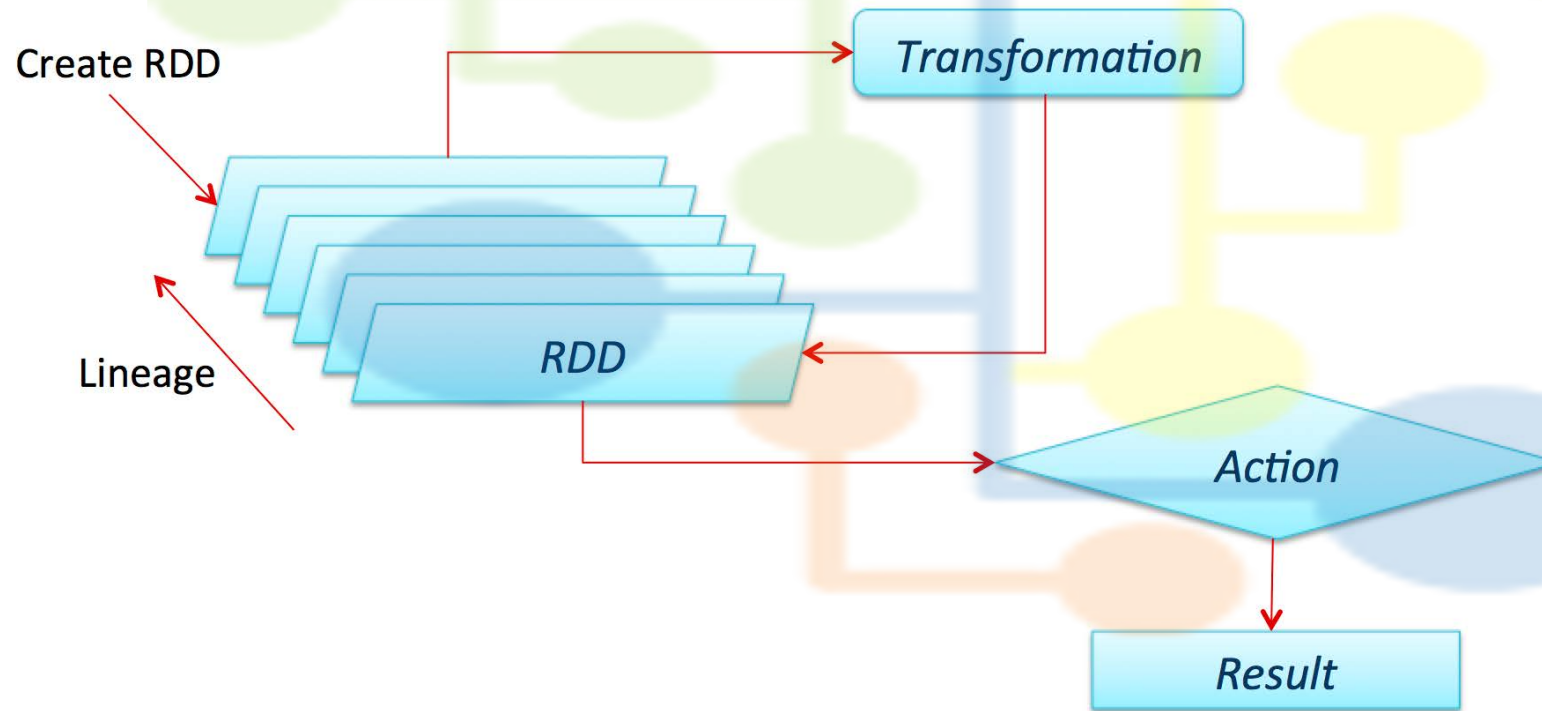 Create RDD
Transformation
Lineage
RDD
Action
Result